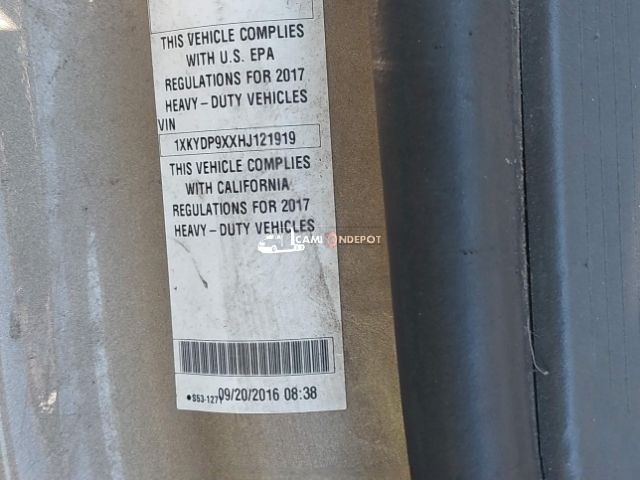 THIS VEHICLE COMPLIES
WITH U.S. EPA
REGULATIONS FOR 2017
HEAVY-DUTY VEHICLES
VIN
1XKYDP9XXHJ121919
THIS VEHICLE COMPLIES
WITH CALIFORNIA
REGULATIONS FOR 2017
HEAVY-DUTY VEHICLES
CAMIONDEPOT
09/20/2016 08:38